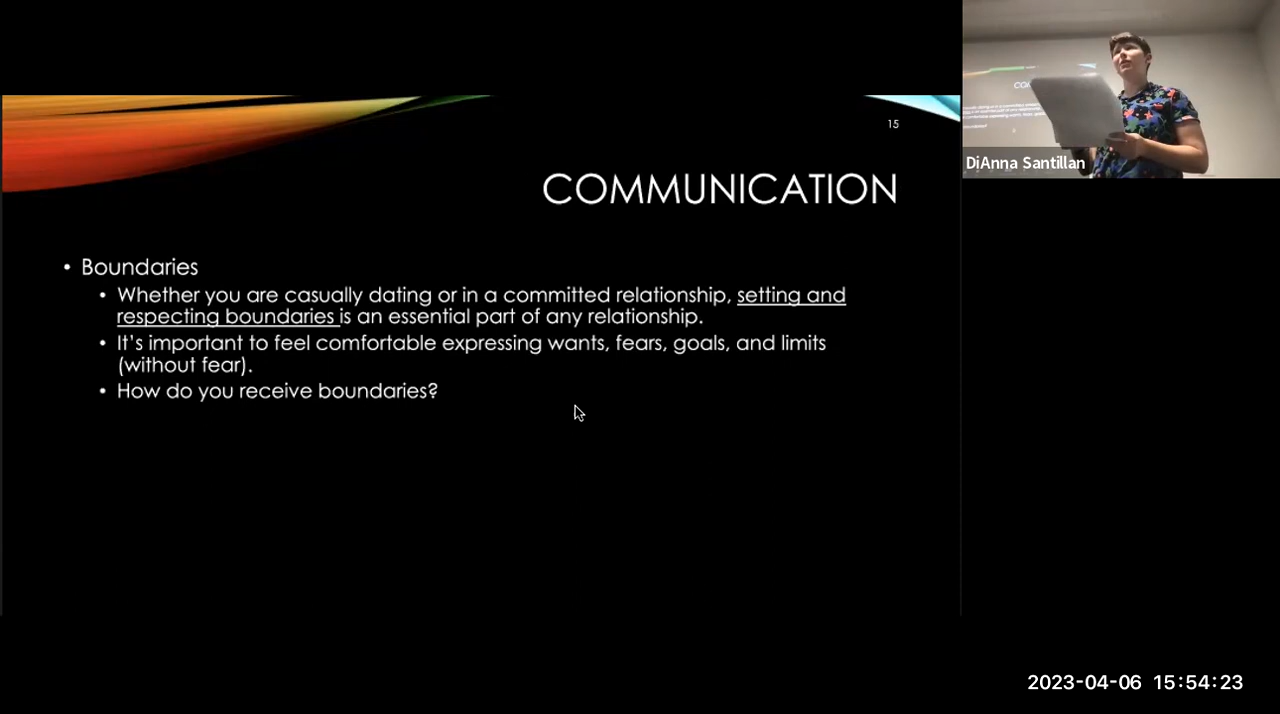 15
COMMUNICATION
• Boundaries
• Whether you are casually dating or in a committed relationship, setting and
respecting boundaries is an essential part of any relationship.
• It's important to feel comfortable expressing wants, fears, goals, and limits
(without fear).
• How do you receive boundaries?
DiAnna Santillan
2023-04-06 15:54:23